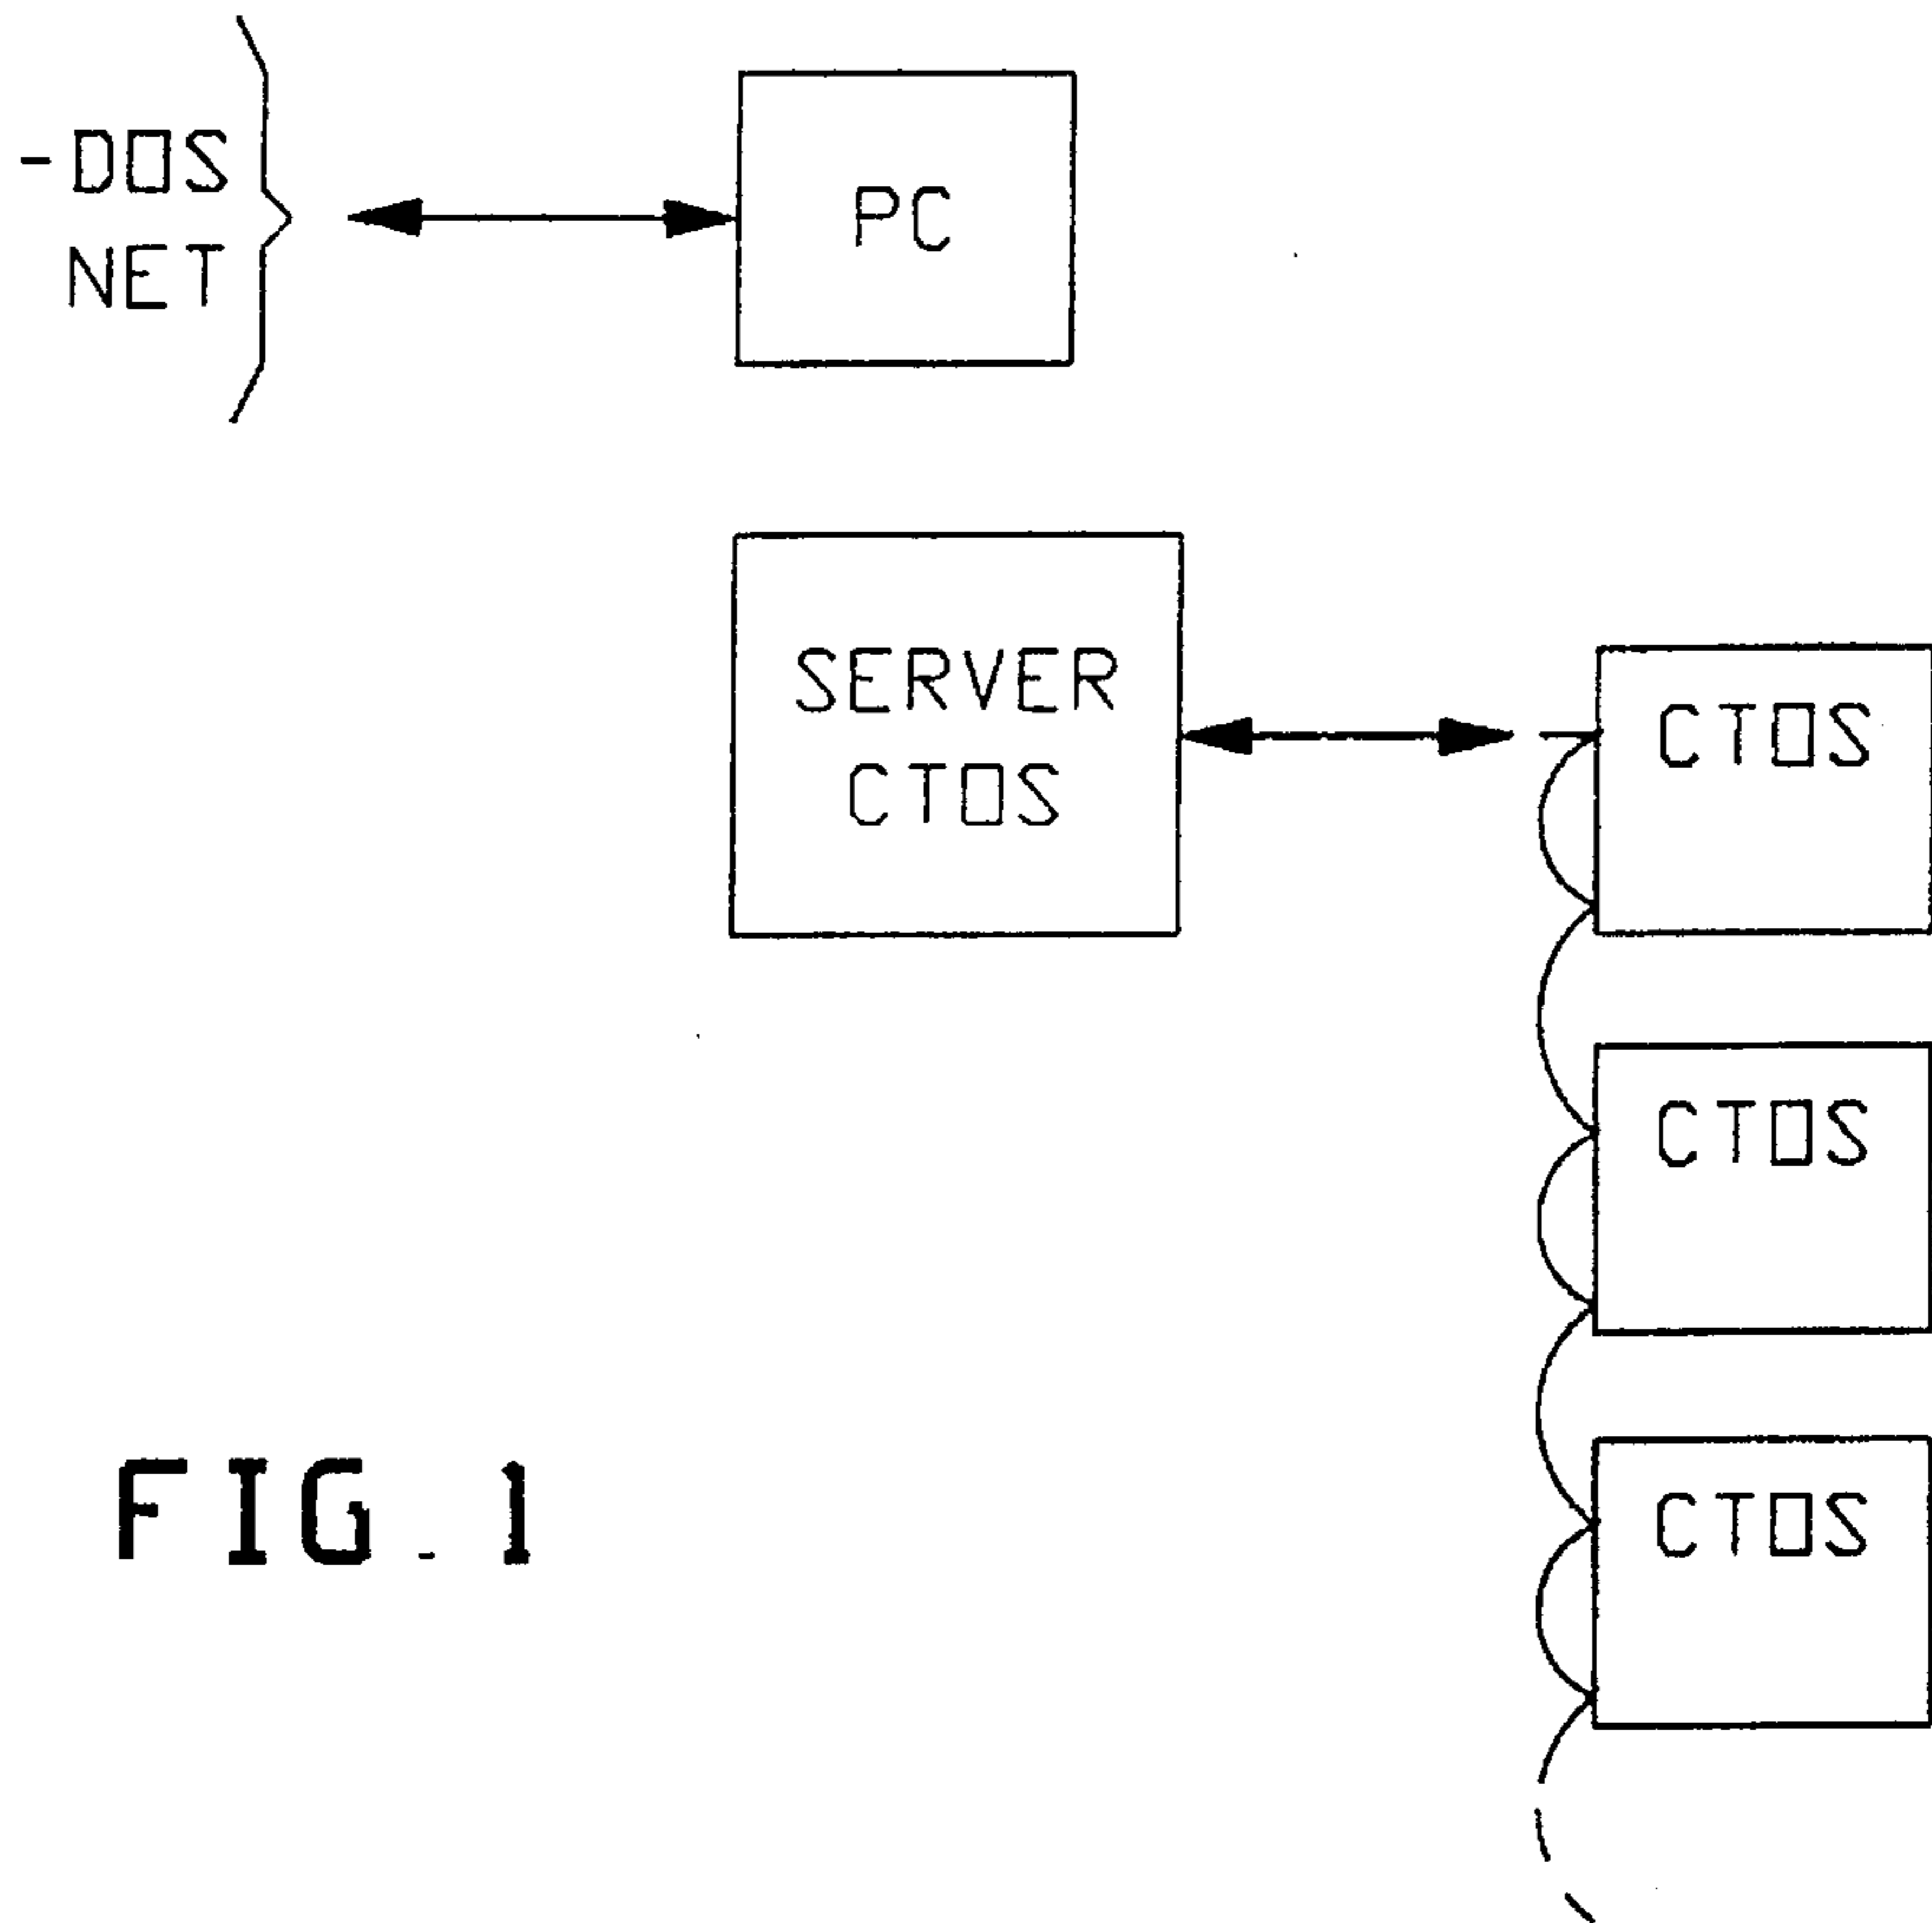 -DOS
NET
PC
SERVER
CTOS
CTOS
CTOS
CTOS
FIG. 1